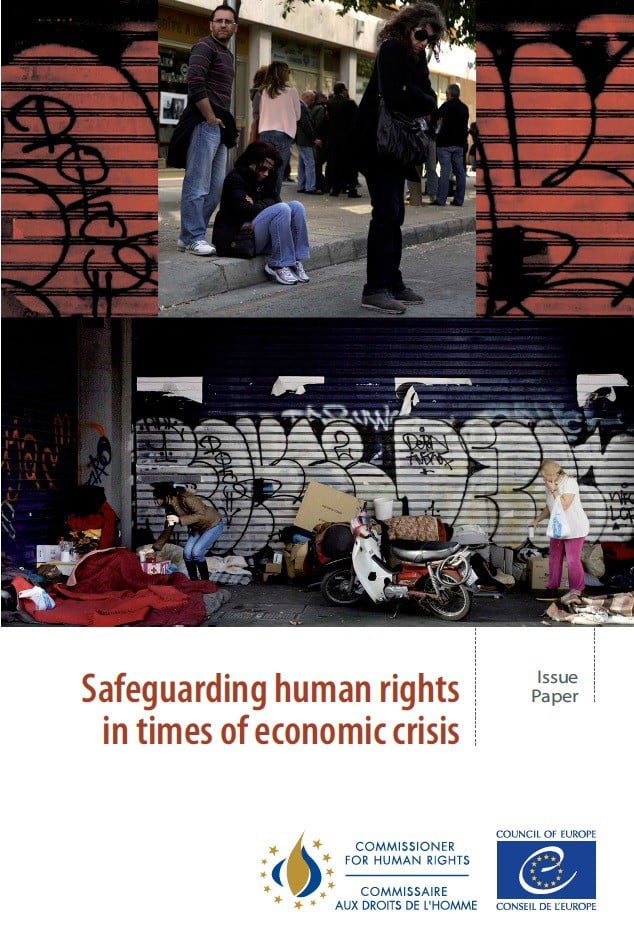 Safeguarding human rights
in times of economic crisis
Issue
Paper
COMMISSIONER
FOR HUMAN RIGHTS
COMMISSAIRE
AUX DROITS DE L'HOMME
COUNCIL OF EUROPE
CONSEIL DE L'EUROPE